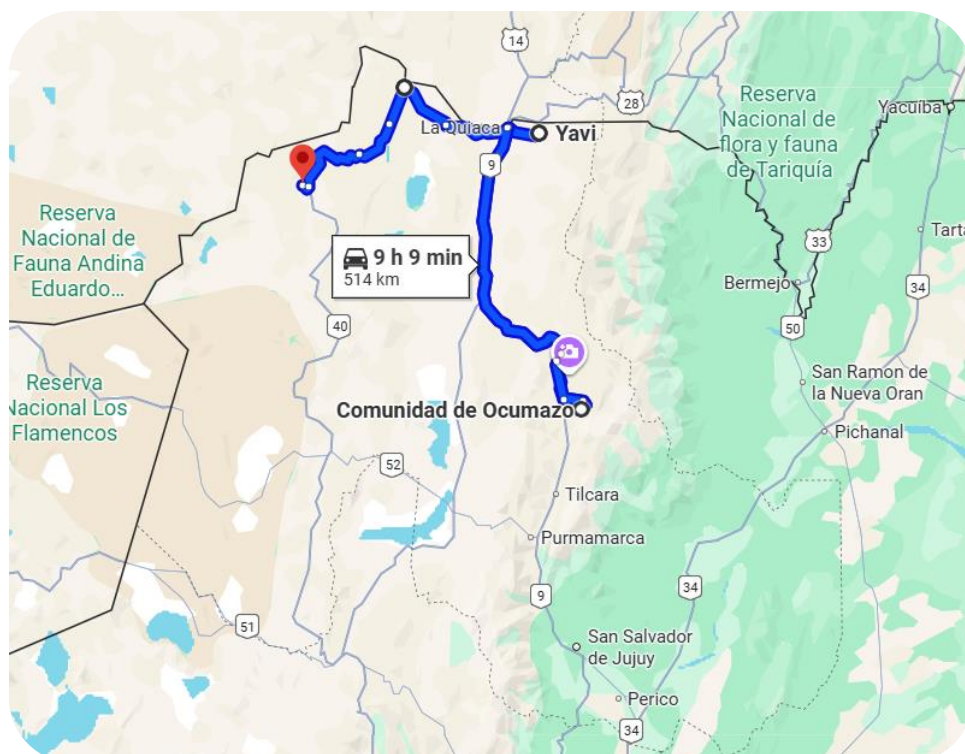 14
28
La Quiaca
Yavi
9
Reserva
Nacional de
flora y fauna
de Tariquía
Yacuíba
33
Tarta
34
Bermejo
50
Reserva
Nacional de
Fauna Andina
Eduardo...
9 h 9 min
514 km
40
San Ramon de
la Nueva Oran
Pichanal
Reserva
Nacional Los
Flamencos
Comunidad de Ocumazo
52
Tilcara
Purmamarca
9
34
51
San Salvador
de Jujuy
Perico
34